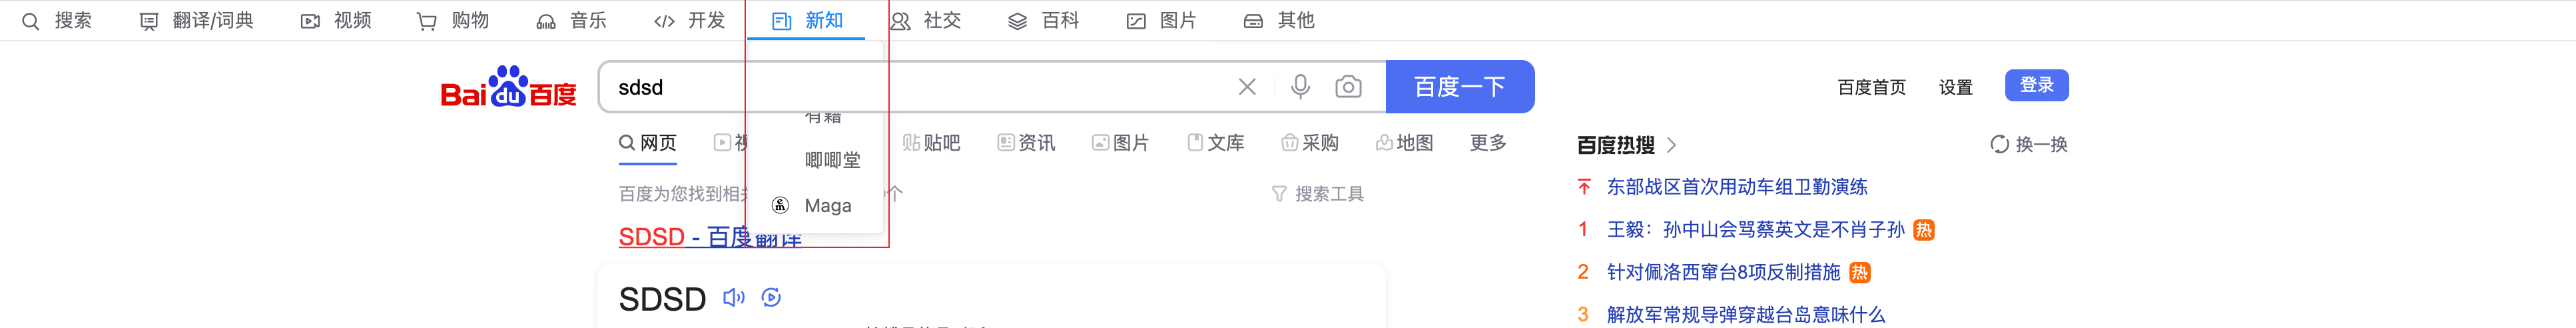 搜索 翻译/词典 视频 购物 音乐 开发 新知 社交 百科 图片 其他
Bai du 百度 sdsd 百度一下 百度首页 设置 登录
有籍
网页 贴吧 资讯 图片 文库 采购 地图 更多 百度热搜 换一换
唧唧堂
百度为您找到相 个 搜索工具 东部战区首次用动车组卫勤演练
Maga
SDSD - 百度翻译 1 王毅：孙中山会骂蔡英文是不肖子孙 热
2 针对佩洛西窜台8项反制措施 热
SDSD
3 解放军常规导弹穿越台岛意味什么